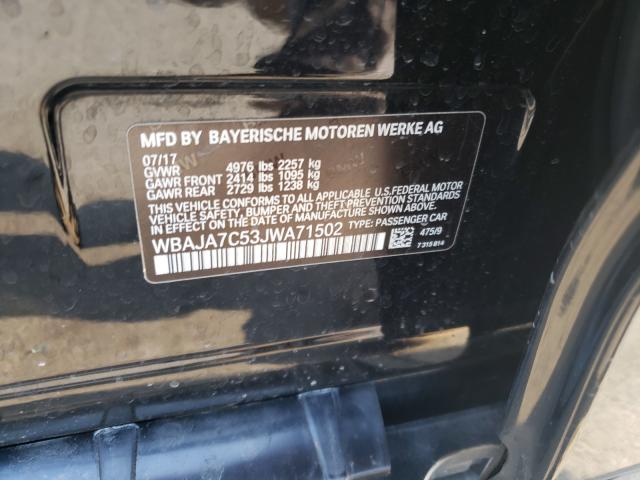 MFD BY BAYERISCHE MOTOREN WERKE AG
07/17
GVWR 4976 lbs 2257 kg
GAWR FRONT 2414 lbs 1095 kg
GAWR REAR 2729 lbs 1238 kg
THIS VEHICLE CONFORMS TO ALL APPLICABLE U.S.FEDERAL MOTOR
VEHICLE SAFETY, BUMPER, AND THEFT PREVENTION STANDARDS
IN EFFECT ON THE DATE OF MANUFACTURE SHOWN ABOVE.
WBAJA7C53JWA71502 TYPE: PASSENGER CAR
475/9
7 315 814